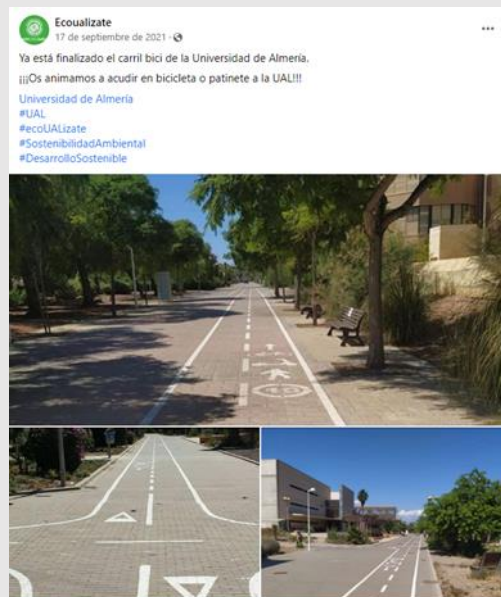 Ecoualizate
17 de septiembre de 2021 ·
Ya está finalizado el carril bici de la Universidad de Almería.
¡¡¡Os animamos a acudir en bicicleta o patinete a la UAL!!!
Universidad de Almería
#UAL
#ecoUALizate
#SostenibilidadAmbiental
#DesarrolloSostenible